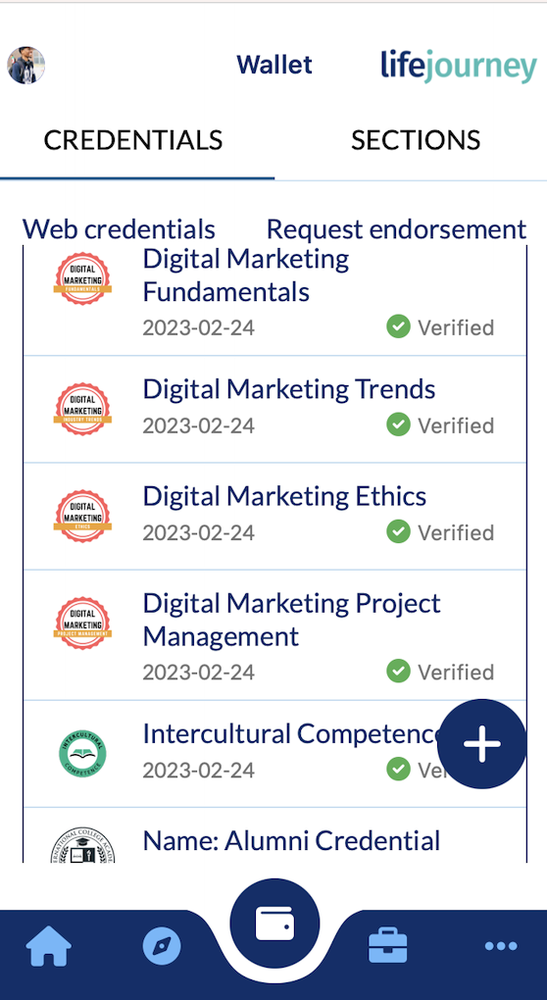 Wallet
lifejourney
CREDENTIALS
SECTIONS
Web credentials
Request endorsement
DIGITAL
MARKETING
FUNDAMENTALS
Digital Marketing
Fundamentals
2023-02-24
Verified
DIGITAL
MARKETING
INDUSTRY TRENDS
Digital Marketing Trends
2023-02-24
Verified
DIGITAL
MARKETING
ETHICS
Digital Marketing Ethics
2023-02-24
Verified
DIGITAL
MARKETING
PROJECT MANAGEMENT
Digital Marketing Project
Management
2023-02-24
Verified
INTERCULTURAL
COMPETENCE
Intercultural Competenc
2023-02-24
Ver
Name: Alumni Credential